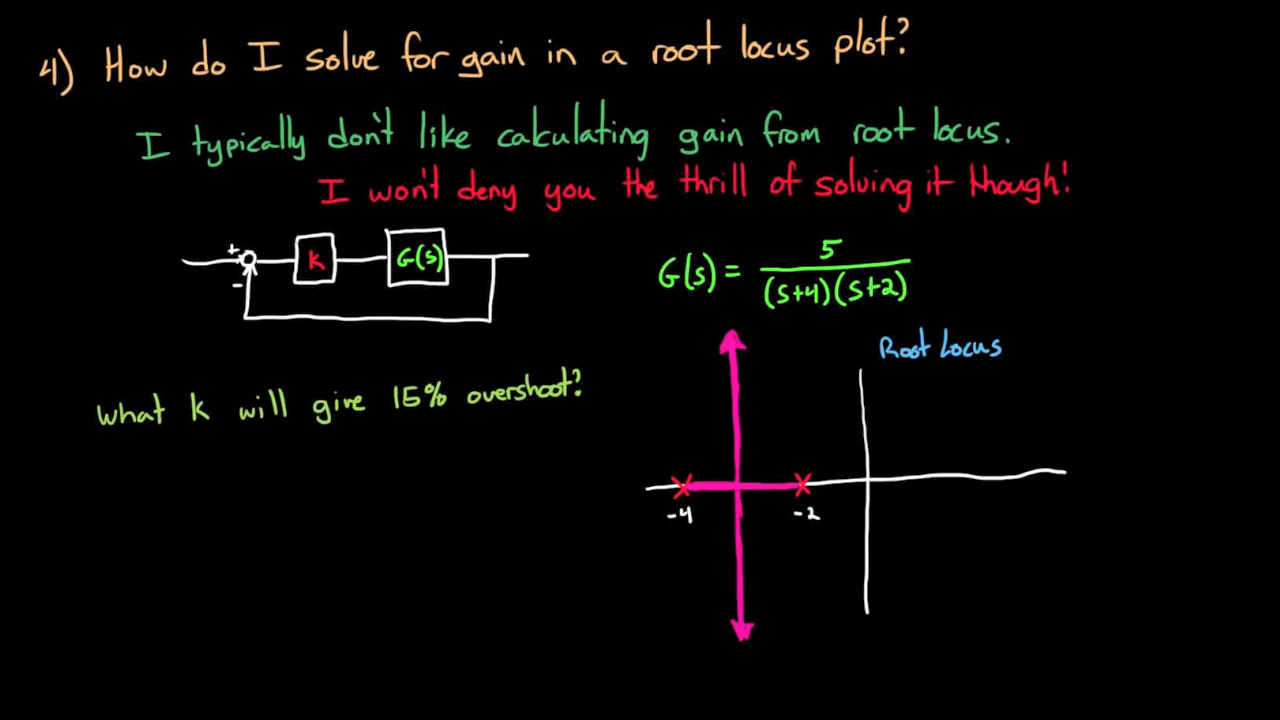 4) How do I solve for gain in a root locus plot?
I typically don't like calculating gain from root locus.
I won't deny you the thrill of solving it though!
+
-
K
G(s)
G(s) = 5 / (s+4)(s+2)
Root Locus
What k will give 15% overshoot?
-4
-2